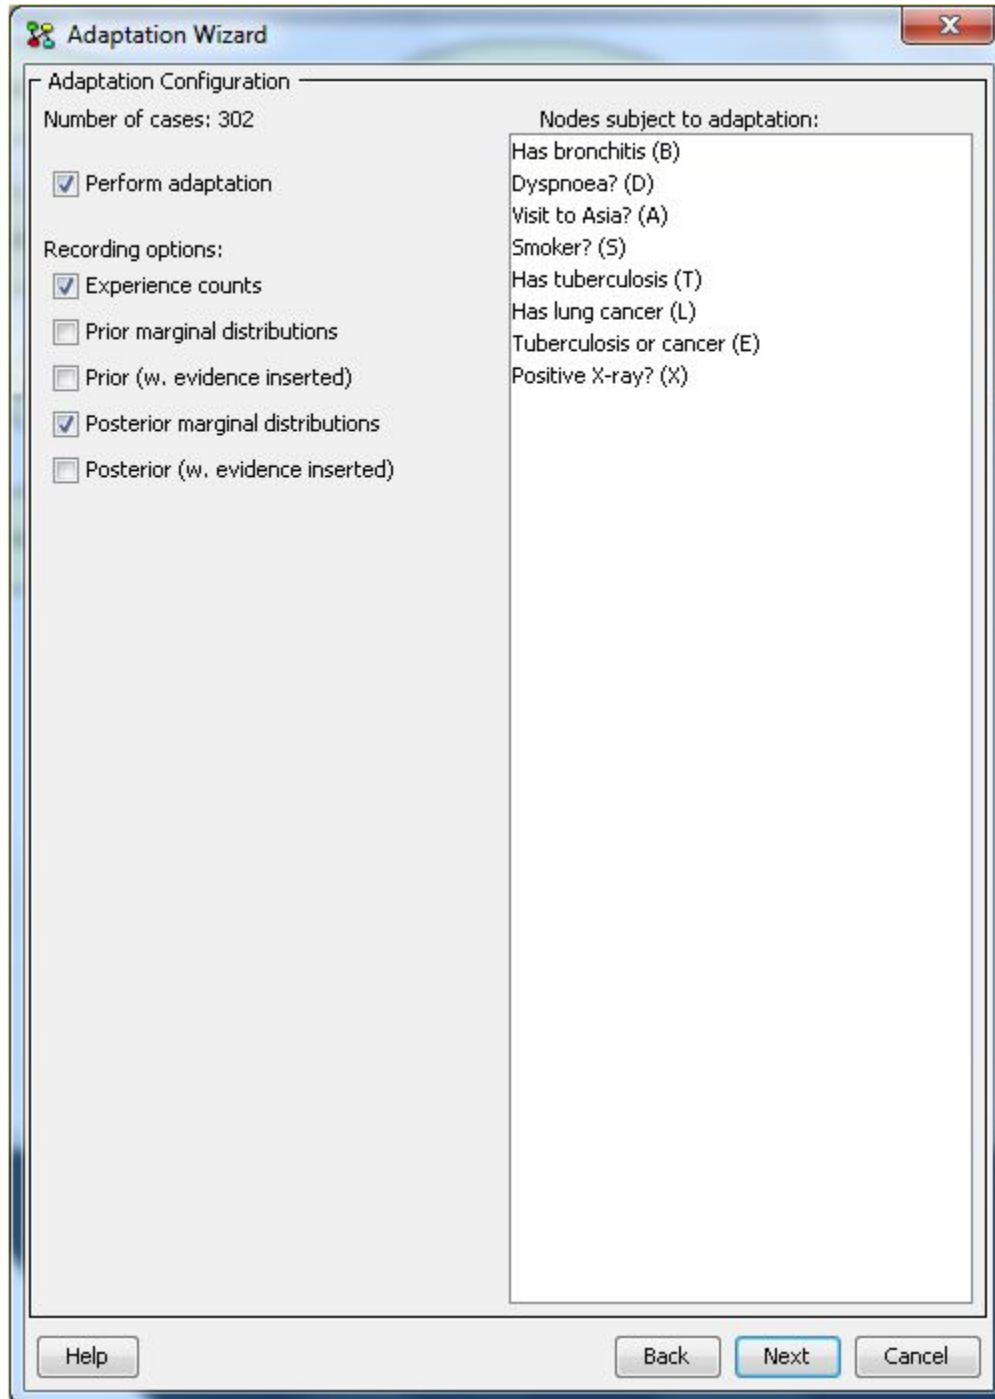 Adaptation Wizard
Adaptation Configuration
Number of cases: 302
Perform adaptation
Recording options:
Experience counts
Prior marginal distributions
Prior (w. evidence inserted)
Posterior marginal distributions
Posterior (w. evidence inserted)
Nodes subject to adaptation:
Has bronchitis (B)
Dyspnoea? (D)
Visit to Asia? (A)
Smoker? (S)
Has tuberculosis (T)
Has lung cancer (L)
Tuberculosis or cancer (E)
Positive X-ray? (X)
Help
Back
Next
Cancel